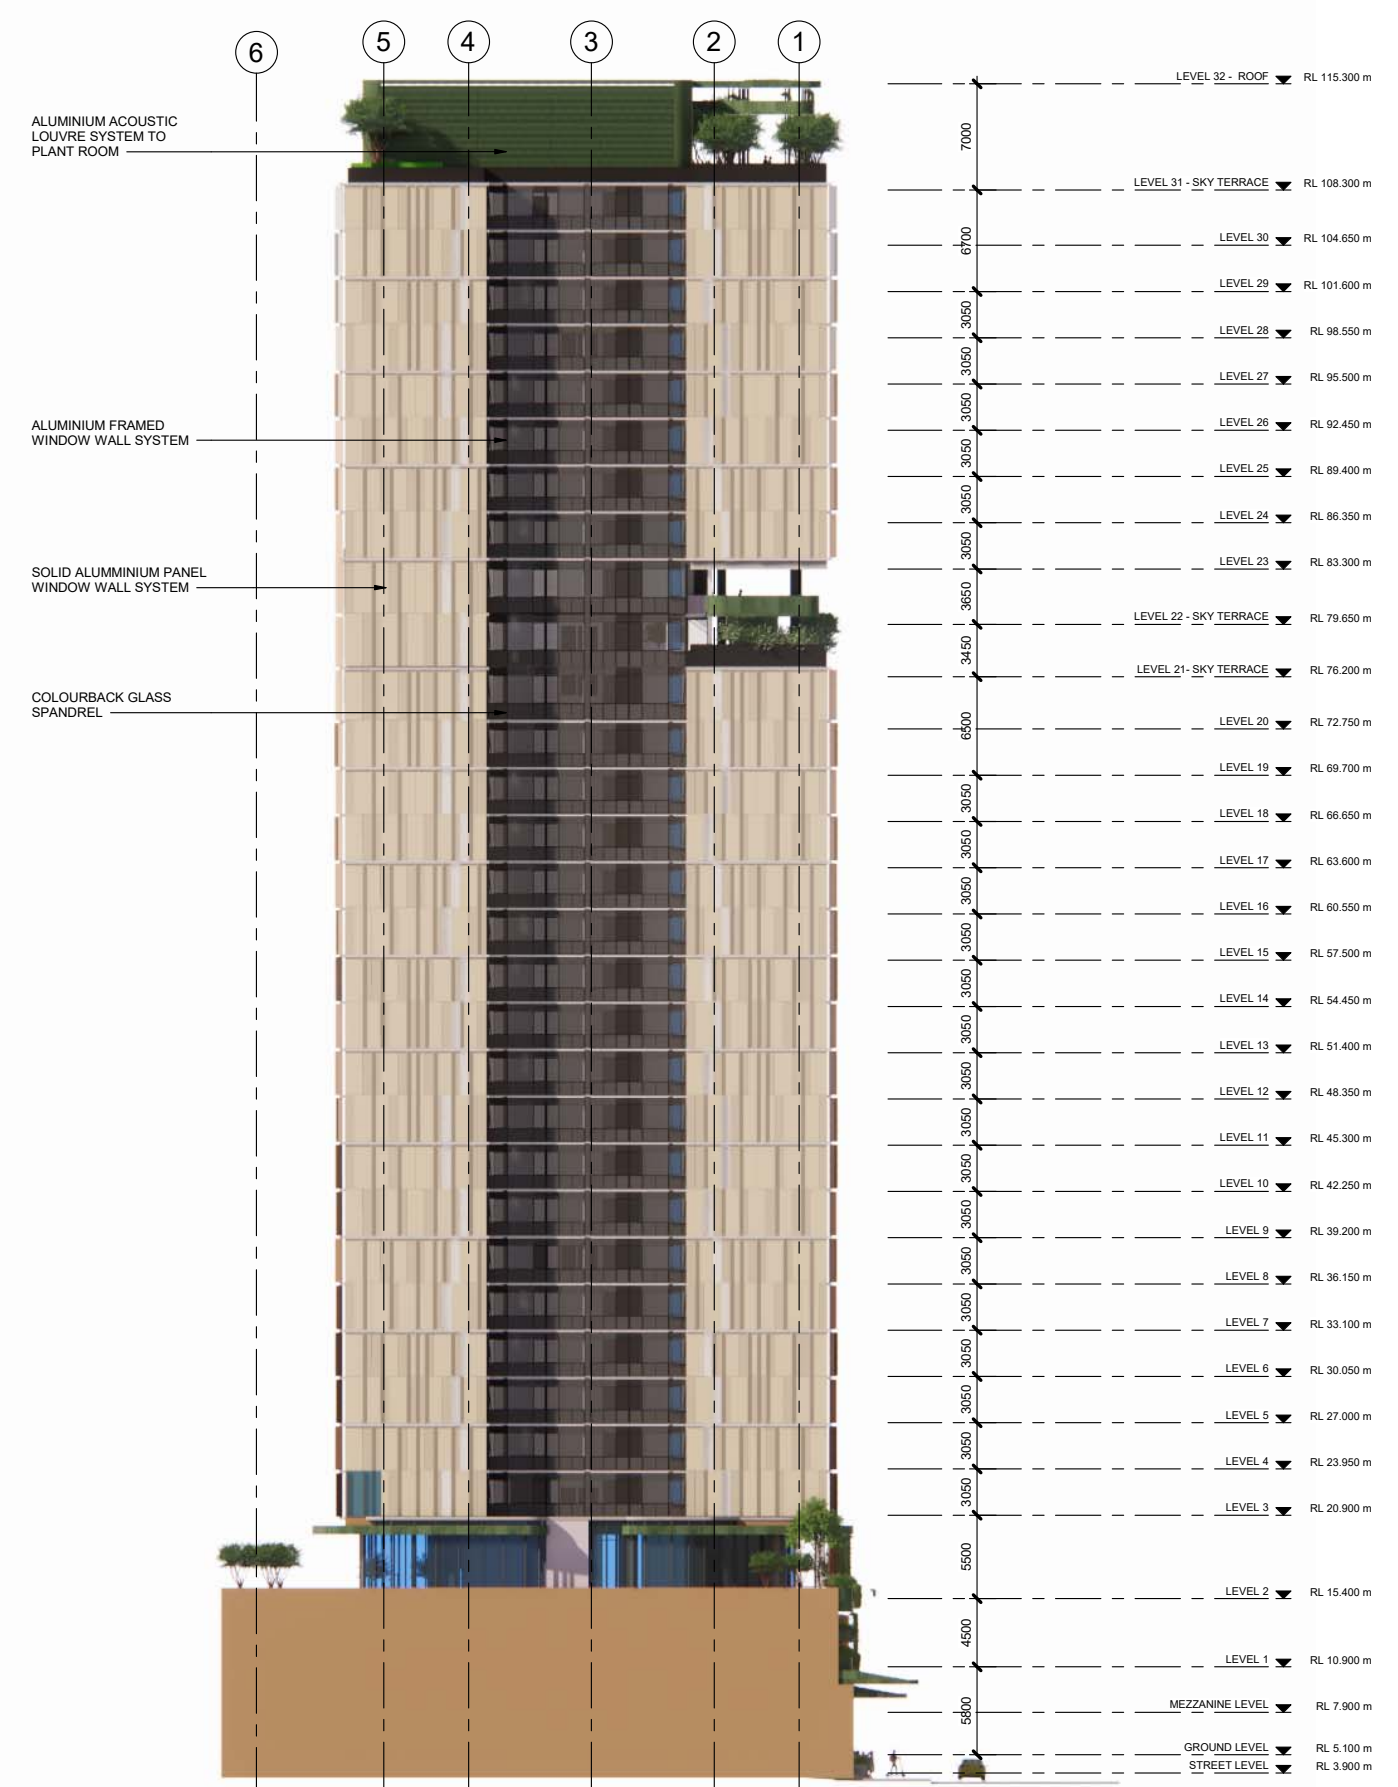 6
5
4
3
2
1
ALUMINIUM ACOUSTIC
LOUVRE SYSTEM TO
PLANT ROOM
ALUMINIUM FRAMED
WINDOW WALL SYSTEM
SOLID ALUMMINIUM PANEL
WINDOW WALL SYSTEM
COLOURBACK GLASS
SPANDREL
LEVEL 32 - ROOF RL 115.300 m
7000
LEVEL 31 - SKY TERRACE RL 108.300 m
6700
LEVEL 30 RL 104.650 m
LEVEL 29 RL 101.600 m
3050
LEVEL 28 RL 98.550 m
3050
LEVEL 27 RL 95.500 m
3050
LEVEL 26 RL 92.450 m
3050
LEVEL 25 RL 89.400 m
3050
LEVEL 24 RL 86.350 m
3050
LEVEL 23 RL 83.300 m
3650
LEVEL 22 - SKY TERRACE RL 79.650 m
3450
LEVEL 21- SKY TERRACE RL 76.200 m
6500
LEVEL 20 RL 72.750 m
LEVEL 19 RL 69.700 m
3050
LEVEL 18 RL 66.650 m
3050
LEVEL 17 RL 63.600 m
3050
LEVEL 16 RL 60.550 m
3050
LEVEL 15 RL 57.500 m
3050
LEVEL 14 RL 54.450 m
3050
LEVEL 13 RL 51.400 m
3050
LEVEL 12 RL 48.350 m
3050
LEVEL 11 RL 45.300 m
3050
LEVEL 10 RL 42.250 m
3050
LEVEL 9 RL 39.200 m
3050
LEVEL 8 RL 36.150 m
3050
LEVEL 7 RL 33.100 m
3050
LEVEL 6 RL 30.050 m
3050
LEVEL 5 RL 27.000 m
3050
LEVEL 4 RL 23.950 m
3050
LEVEL 3 RL 20.900 m
5500
LEVEL 2 RL 15.400 m
4500
LEVEL 1 RL 10.900 m
5800
MEZZANINE LEVEL RL 7.900 m
GROUND LEVEL RL 5.100 m
STREET LEVEL RL 3.900 m